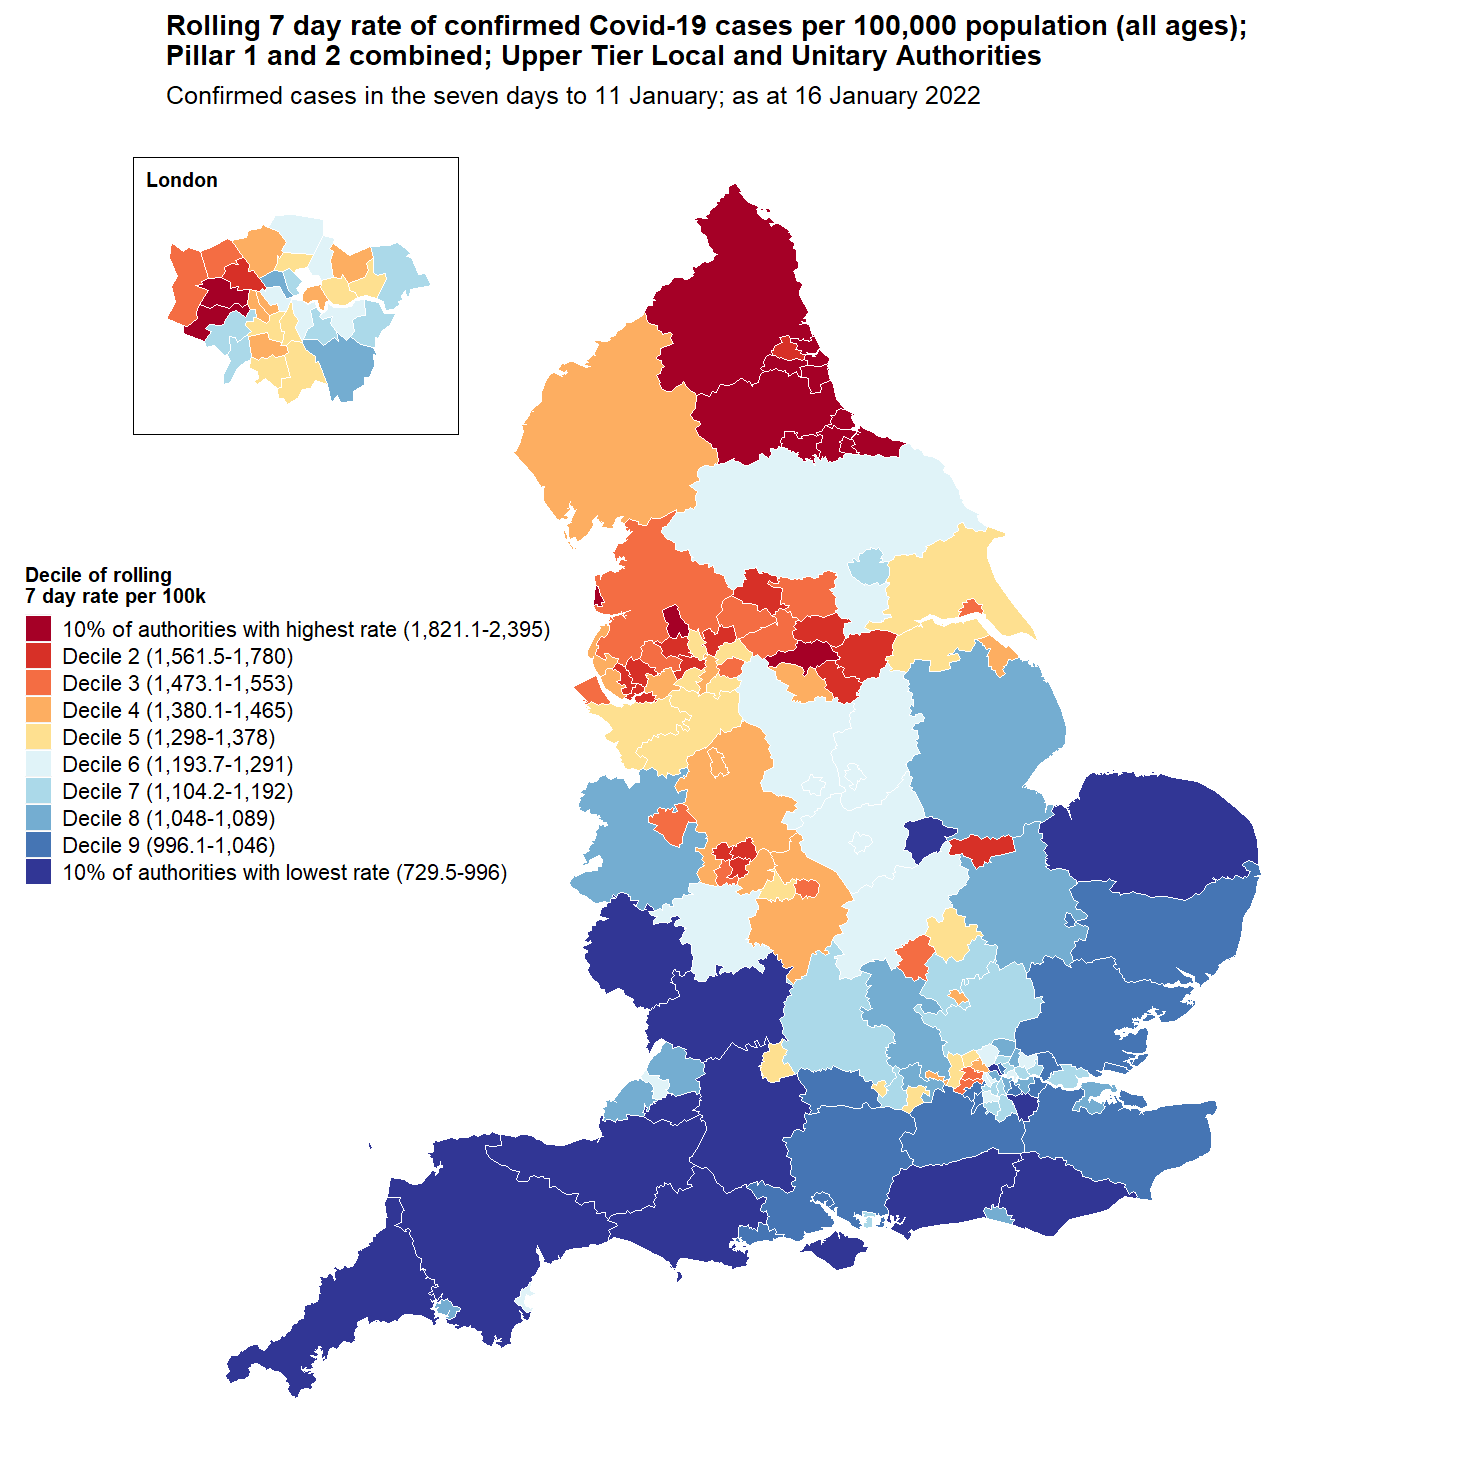 Rolling 7 day rate of confirmed Covid-19 cases per 100,000 population (all ages);
Pillar 1 and 2 combined; Upper Tier Local and Unitary Authorities
Confirmed cases in the seven days to 11 January; as at 16 January 2022
London
Decile of rolling
7 day rate per 100k
10% of authorities with highest rate (1,821.1-2,395)
Decile 2 (1,561.5-1,780)
Decile 3 (1,473.1-1,553)
Decile 4 (1,380.1-1,465)
Decile 5 (1,298-1,378)
Decile 6 (1,193.7-1,291)
Decile 7 (1,104.2-1,192)
Decile 8 (1,048-1,089)
Decile 9 (996.1-1,046)
10% of authorities with lowest rate (729.5-996)